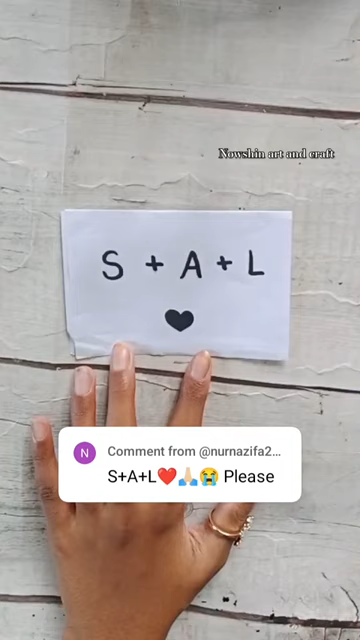 Nowshin art and craft
S + A + L
N
Comment from @nurnazifa2...
S+A+L❤️🙏🏻😭 Please